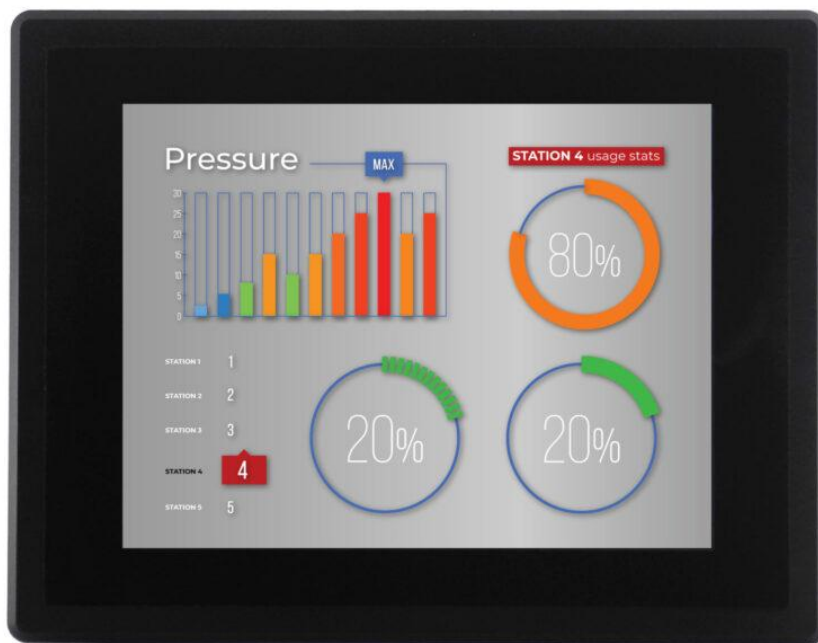 Pressure
MAX
30
25
20
15
10
5
0
STATION 4 usage stats
80%
STATION 1 1
STATION 2 2
STATION 3 3
STATION 4 4
STATION 5 5
20%
20%